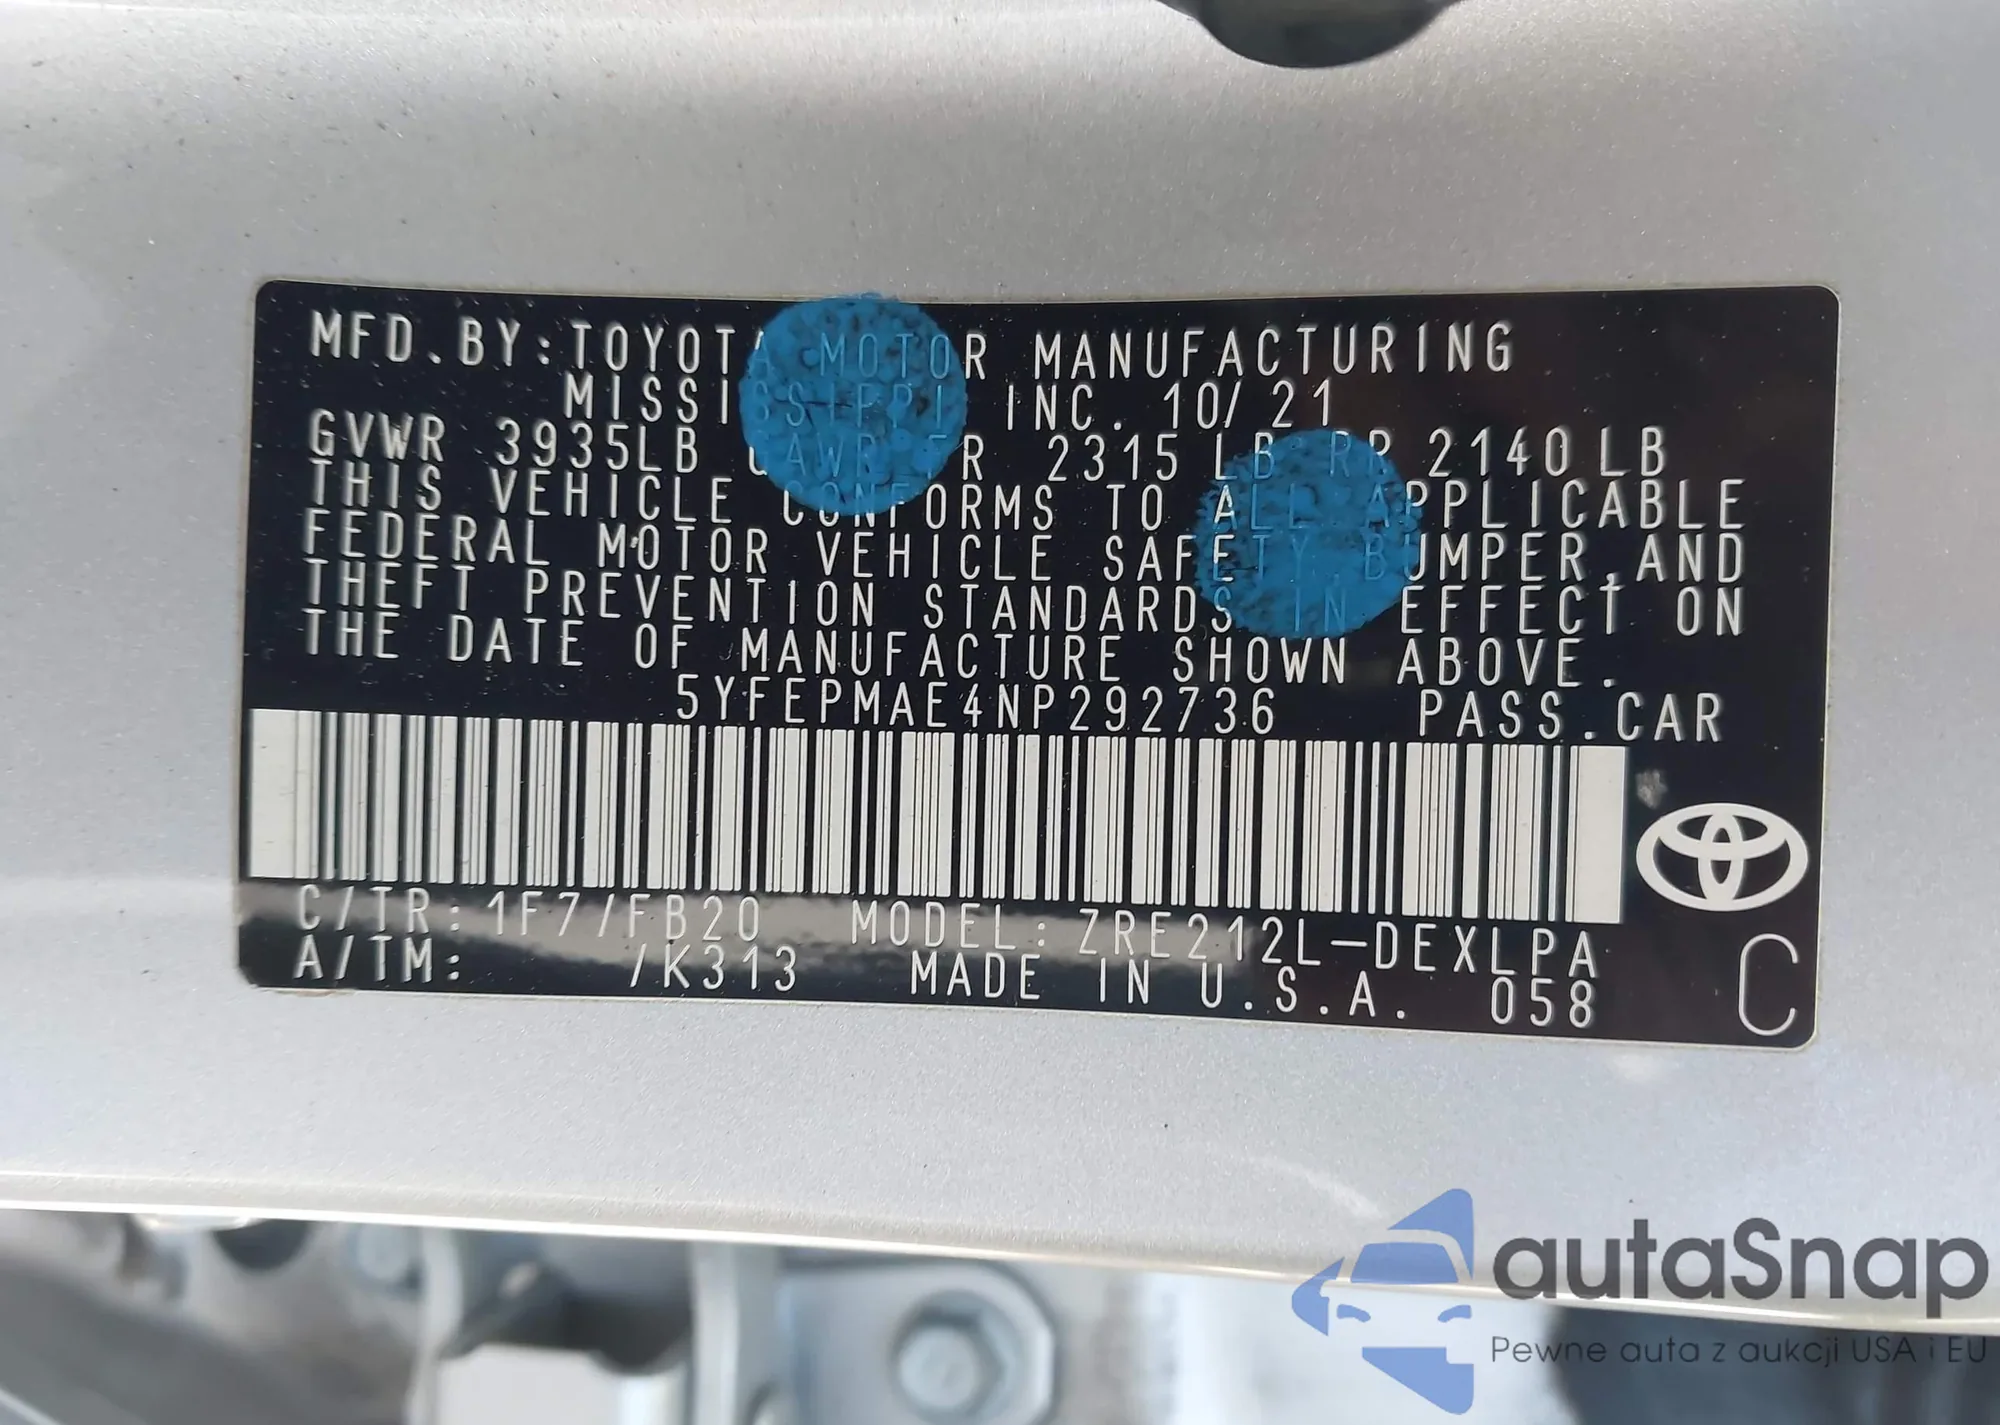 MFD.BY:TOYOTA MOTOR MANUFACTURING
MISSISSIPPI INC. 10/21
GVWR 3935LB GAWR FR 2315LB RR 2140LB
THIS VEHICLE CONFORMS TO ALL APPLICABLE
FEDERAL MOTOR VEHICLE SAFETY, BUMPER, AND
THEFT PREVENTION STANDARDS IN EFFECT ON
THE DATE OF MANUFACTURE SHOWN ABOVE.
5YFEPMAE4NP292736 PASS.CAR
C/TR: 1F7/FB20 MODEL: ZRE212L-DEXLPA
A/TM: /K313 MADE IN U.S.A. 058
C
autaSnap
Pewne auta z aukcji USA i EU